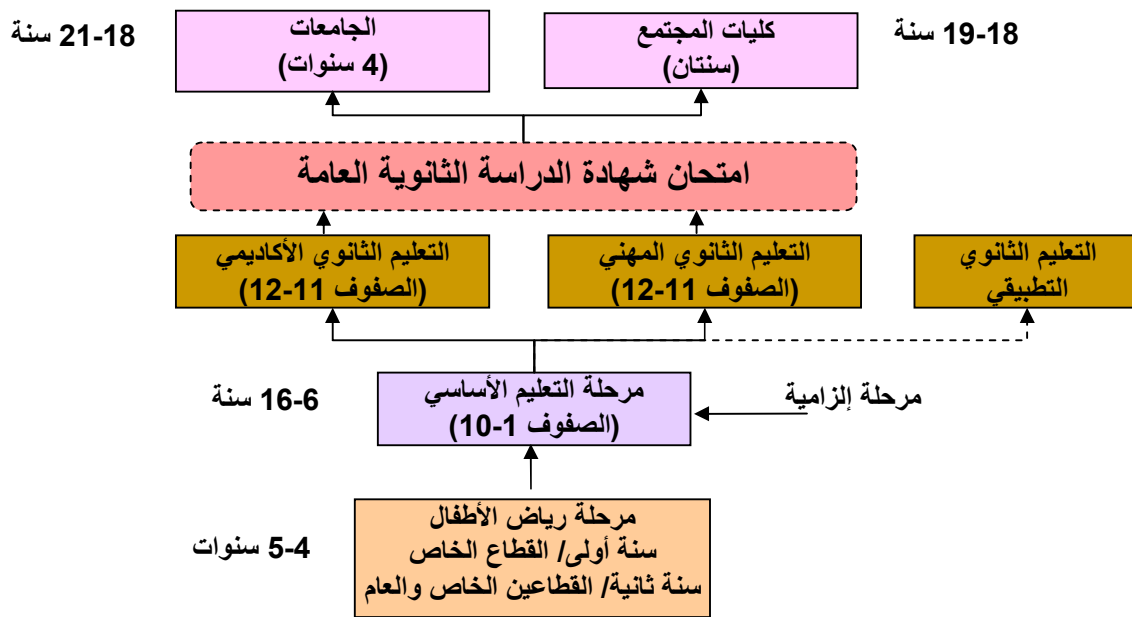 19-18 سنة
كليات المجتمع
(سنتان)
الجامعات
(4 سنوات)
21-18 سنة
امتحان شهادة الدراسة الثانوية العامة
التعليم الثانوي
التطبيقي
التعليم الثانوي المهني
(الصفوف 11-12)
التعليم الثانوي الأكاديمي
(الصفوف 11-12)
مرحلة إلزامية
مرحلة التعليم الأساسي
(الصفوف 1-10)
16-6 سنة
مرحلة رياض الأطفال
سنة أولى/ القطاع الخاص
سنة ثانية/ القطاعين الخاص والعام
5-4 سنوات